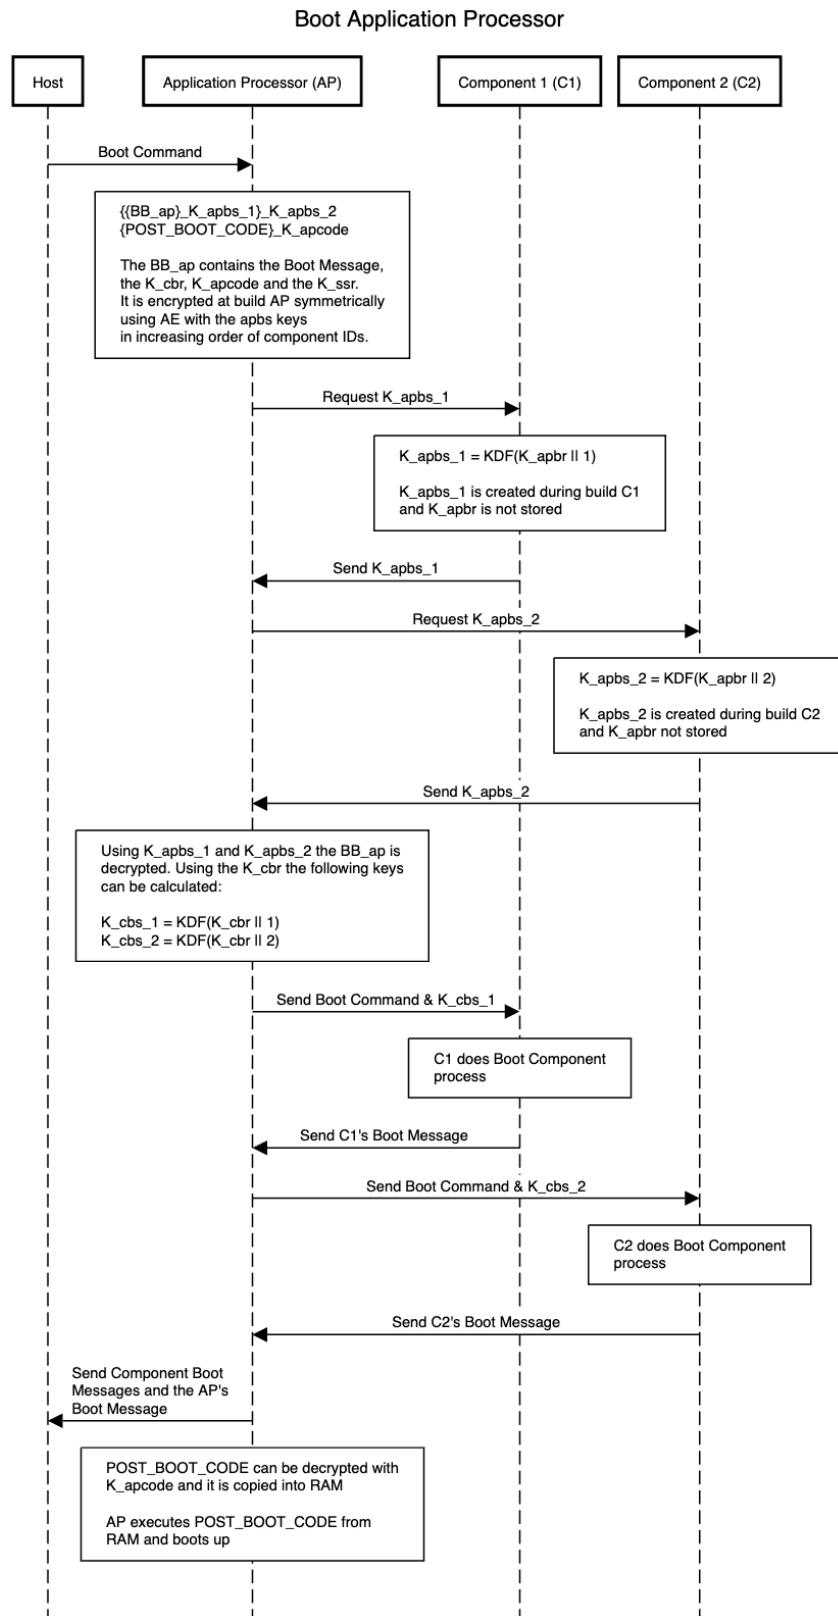 Boot Application Processor
Host
Application Processor (AP)
Component 1 (C1)
Component 2 (C2)
Boot Command
{{BB_ap}_K_apbs_1}_K_apbs_2
{POST_BOOT_CODE}_K_apcode
The BB_ap contains the Boot Message,
the K_cbr, K_apcode and the K_ssr.
It is encrypted at build AP symmetrically
using AE with the apbs keys
in increasing order of component IDs.
Request K_apbs_1
K_apbs_1 = KDF(K_apbr || 1)
K_apbs_1 is created during build C1
and K_apbr is not stored
Send K_apbs_1
Request K_apbs_2
K_apbs_2 = KDF(K_apbr || 2)
K_apbs_2 is created during build C2
and K_apbr not stored
Send K_apbs_2
Using K_apbs_1 and K_apbs_2 the BB_ap is
decrypted. Using the K_cbr the following keys
can be calculated:
K_cbs_1 = KDF(K_cbr || 1)
K_cbs_2 = KDF(K_cbr || 2)
Send Boot Command & K_cbs_1
C1 does Boot Component
process
Send C1's Boot Message
Send Boot Command & K_cbs_2
C2 does Boot Component
process
Send C2's Boot Message
Send Component Boot
Messages and the AP's
Boot Message
POST_BOOT_CODE can be decrypted with
K_apcode and it is copied into RAM
AP executes POST_BOOT_CODE from
RAM and boots up